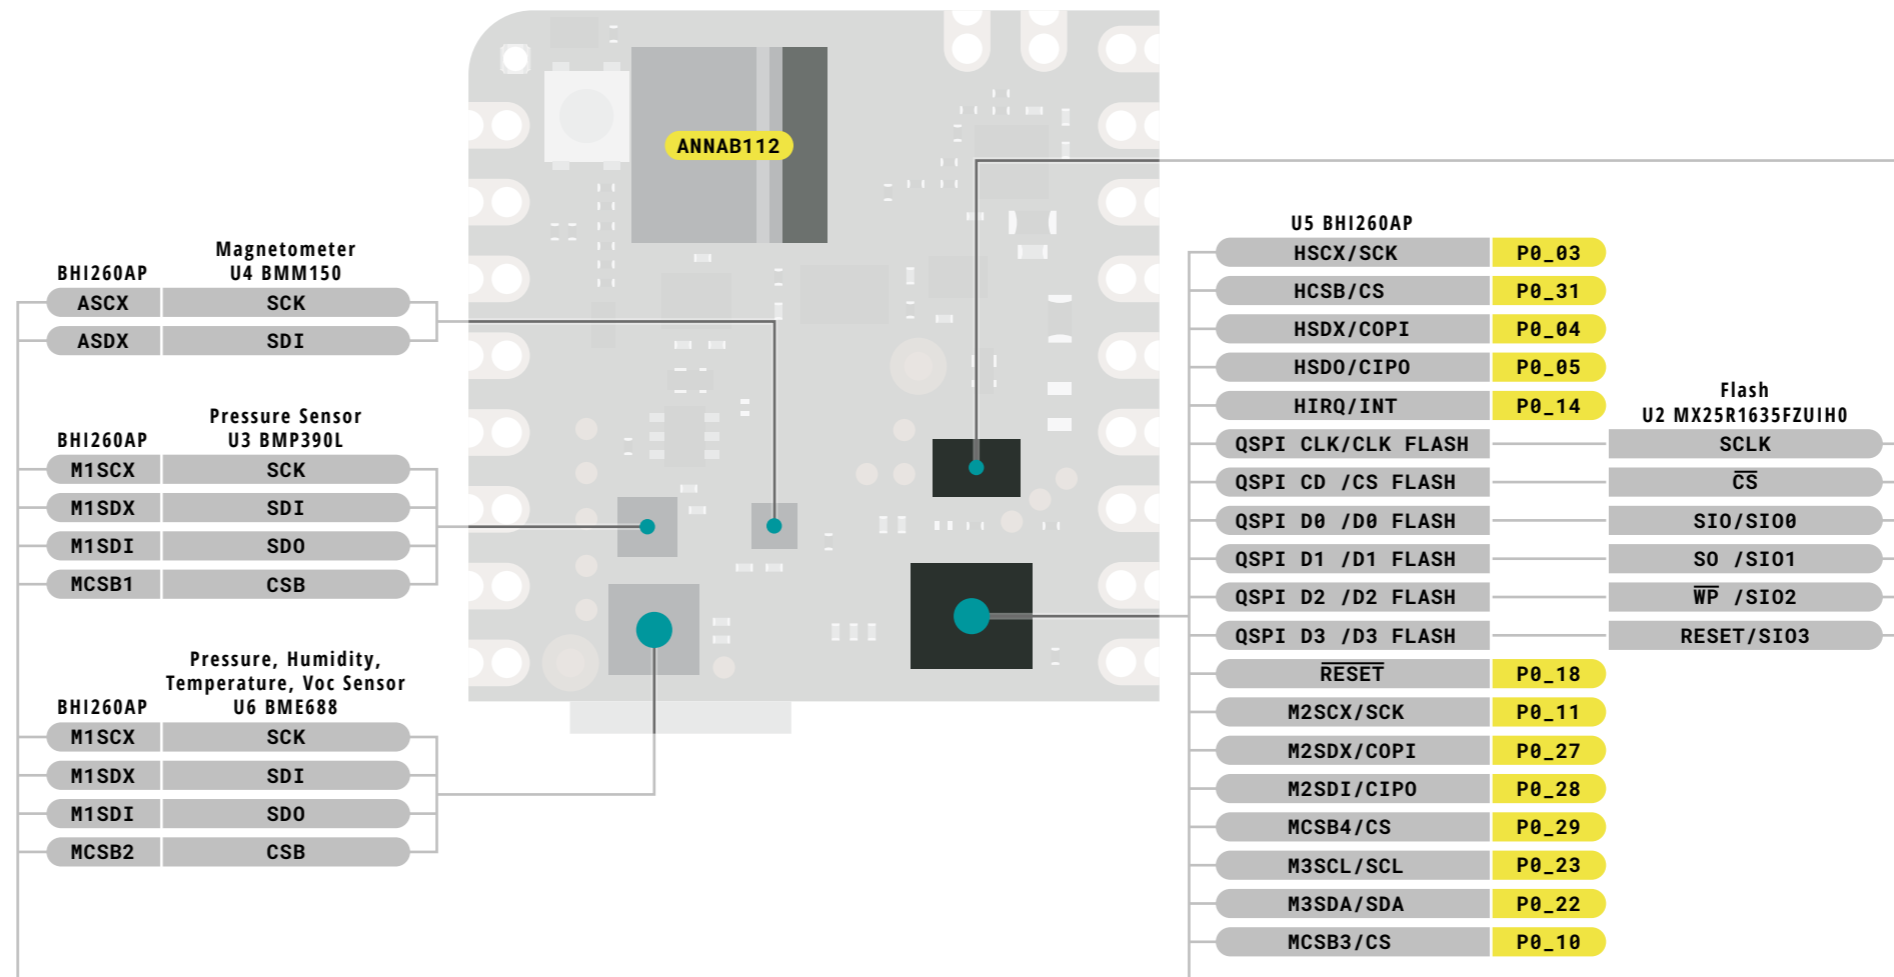 ANNAB112
Magnetometer
BHI260AP U4 BMM150
ASCX SCK
ASDX SDI
Pressure Sensor
BHI260AP U3 BMP390L
M1SCX SCK
M1SDX SDI
M1SDI SDO
MCSB1 CSB
Pressure, Humidity,
Temperature, Voc Sensor
BHI260AP U6 BME688
M1SCX SCK
M1SDX SDI
M1SDI SDO
MCSB2 CSB
U5 BHI260AP
HSCX/SCK P0_03
HCSB/CS P0_31
HSDX/COPI P0_04
HSDO/CIPO P0_05
HIRQ/INT P0_14
Flash
U2 MX25R1635FZUIH0
QSPI CLK/CLK FLASH SCLK
QSPI CD /CS FLASH C̅S̅
QSPI D0 /D0 FLASH SIO/SIO0
QSPI D1 /D1 FLASH SO /SIO1
QSPI D2 /D2 FLASH W̅P̅ /SIO2
QSPI D3 /D3 FLASH RESET/SIO3
R̅E̅S̅E̅T̅ P0_18
M2SCX/SCK P0_11
M2SDX/COPI P0_27
M2SDI/CIPO P0_28
MCSB4/CS P0_29
M3SCL/SCL P0_23
M3SDA/SDA P0_22
MCSB3/CS P0_10